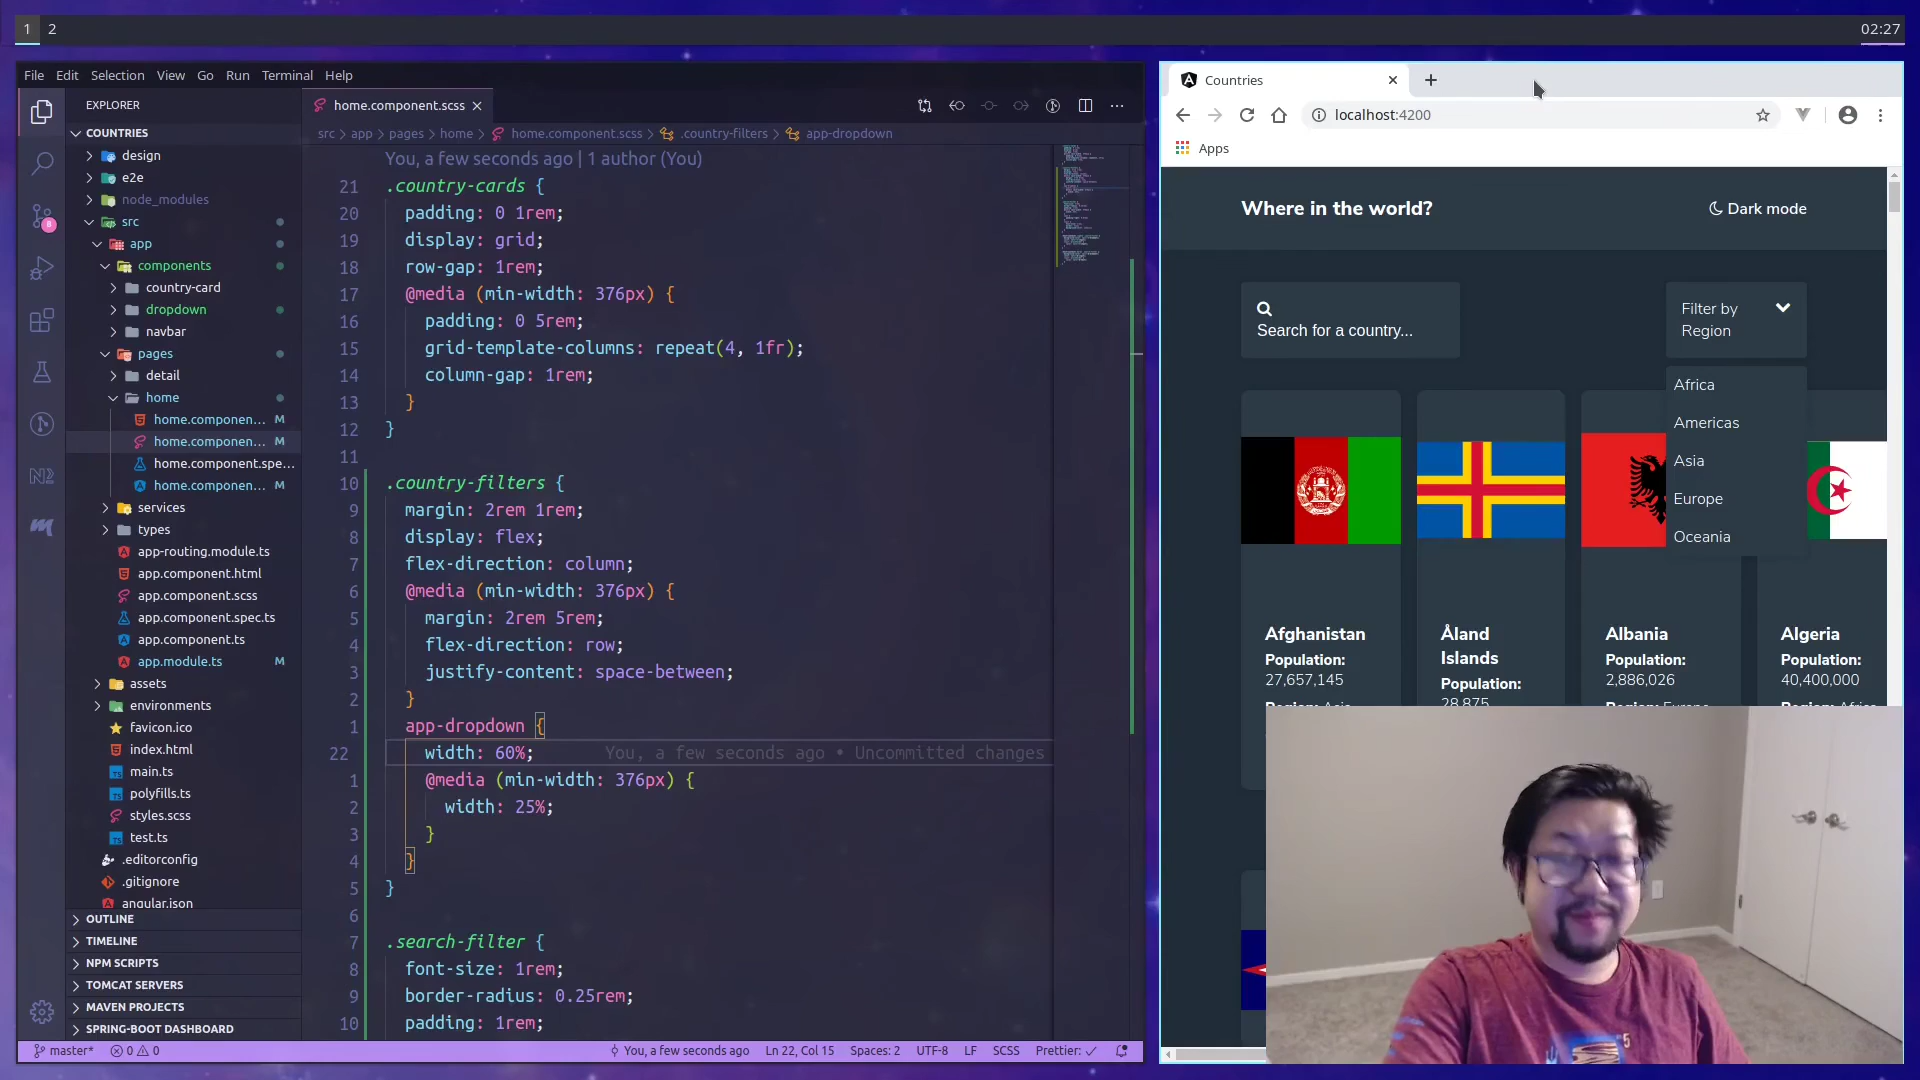 1 2
02:27
File Edit Selection View Go Run Terminal Help
EXPLORER
COUNTRIES
design
e2e
node_modules
src
app
components
country-card
dropdown
navbar
pages
detail
home
home.componen... M
home.componen... M
home.component.spe...
home.componen... M
services
types
app-routing.module.ts
app.component.html
app.component.scss
app.component.spec.ts
app.component.ts
app.module.ts M
assets
environments
favicon.ico
index.html
main.ts
polyfills.ts
styles.scss
test.ts
.editorconfig
.gitignore
angular.json
OUTLINE
TIMELINE
NPM SCRIPTS
TOMCAT SERVERS
MAVEN PROJECTS
SPRING-BOOT DASHBOARD
8
home.component.scss
src > app > pages > home > home.component.scss > .country-filters > app-dropdown
You, a few seconds ago | 1 author (You)
21 .country-cards {
20 padding: 0 1rem;
19 display: grid;
18 row-gap: 1rem;
17 @media (min-width: 376px) {
16 padding: 0 5rem;
15 grid-template-columns: repeat(4, 1fr);
14 column-gap: 1rem;
13 }
12 }
11
10 .country-filters {
9 margin: 2rem 1rem;
8 display: flex;
7 flex-direction: column;
6 @media (min-width: 376px) {
5 margin: 2rem 5rem;
4 flex-direction: row;
3 justify-content: space-between;
2 }
1 app-dropdown {
22 width: 60%; You, a few seconds ago • Uncommitted changes
1 @media (min-width: 376px) {
2 width: 25%;
3 }
4 }
5 }
6
7 .search-filter {
8 font-size: 1rem;
9 border-radius: 0.25rem;
10 padding: 1rem;
master* 0 0 You, a few seconds ago Ln 22, Col 15 Spaces: 2 UTF-8 LF SCSS Prettier: ✓
Countries
localhost:4200
Apps
Where in the world?
Dark mode
Search for a country...
Filter by
Region
Africa
Americas
Asia
Europe
Oceania
Afghanistan
Population:
27,657,145
Region: Asia
Åland
Islands
Population:
28,875
Albania
Population:
2,886,026
Region: Europe
Algeria
Population:
40,400,000
Region: Africa